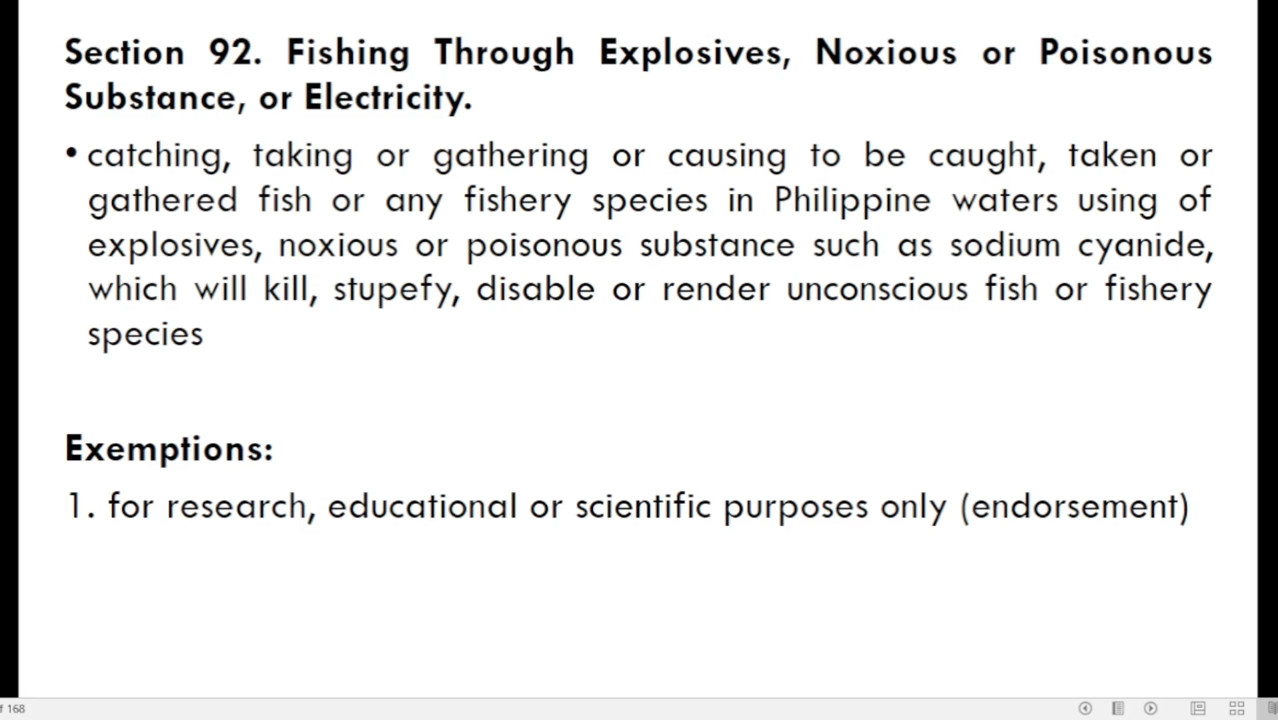 Section 92. Fishing Through Explosives, Noxious or Poisonous
Substance, or Electricity.
• catching, taking or gathering or causing to be caught, taken or
gathered fish or any fishery species in Philippine waters using of
explosives, noxious or poisonous substance such as sodium cyanide,
which will kill, stupefy, disable or render unconscious fish or fishery
species
Exemptions:
1. for research, educational or scientific purposes only (endorsement)
f 168